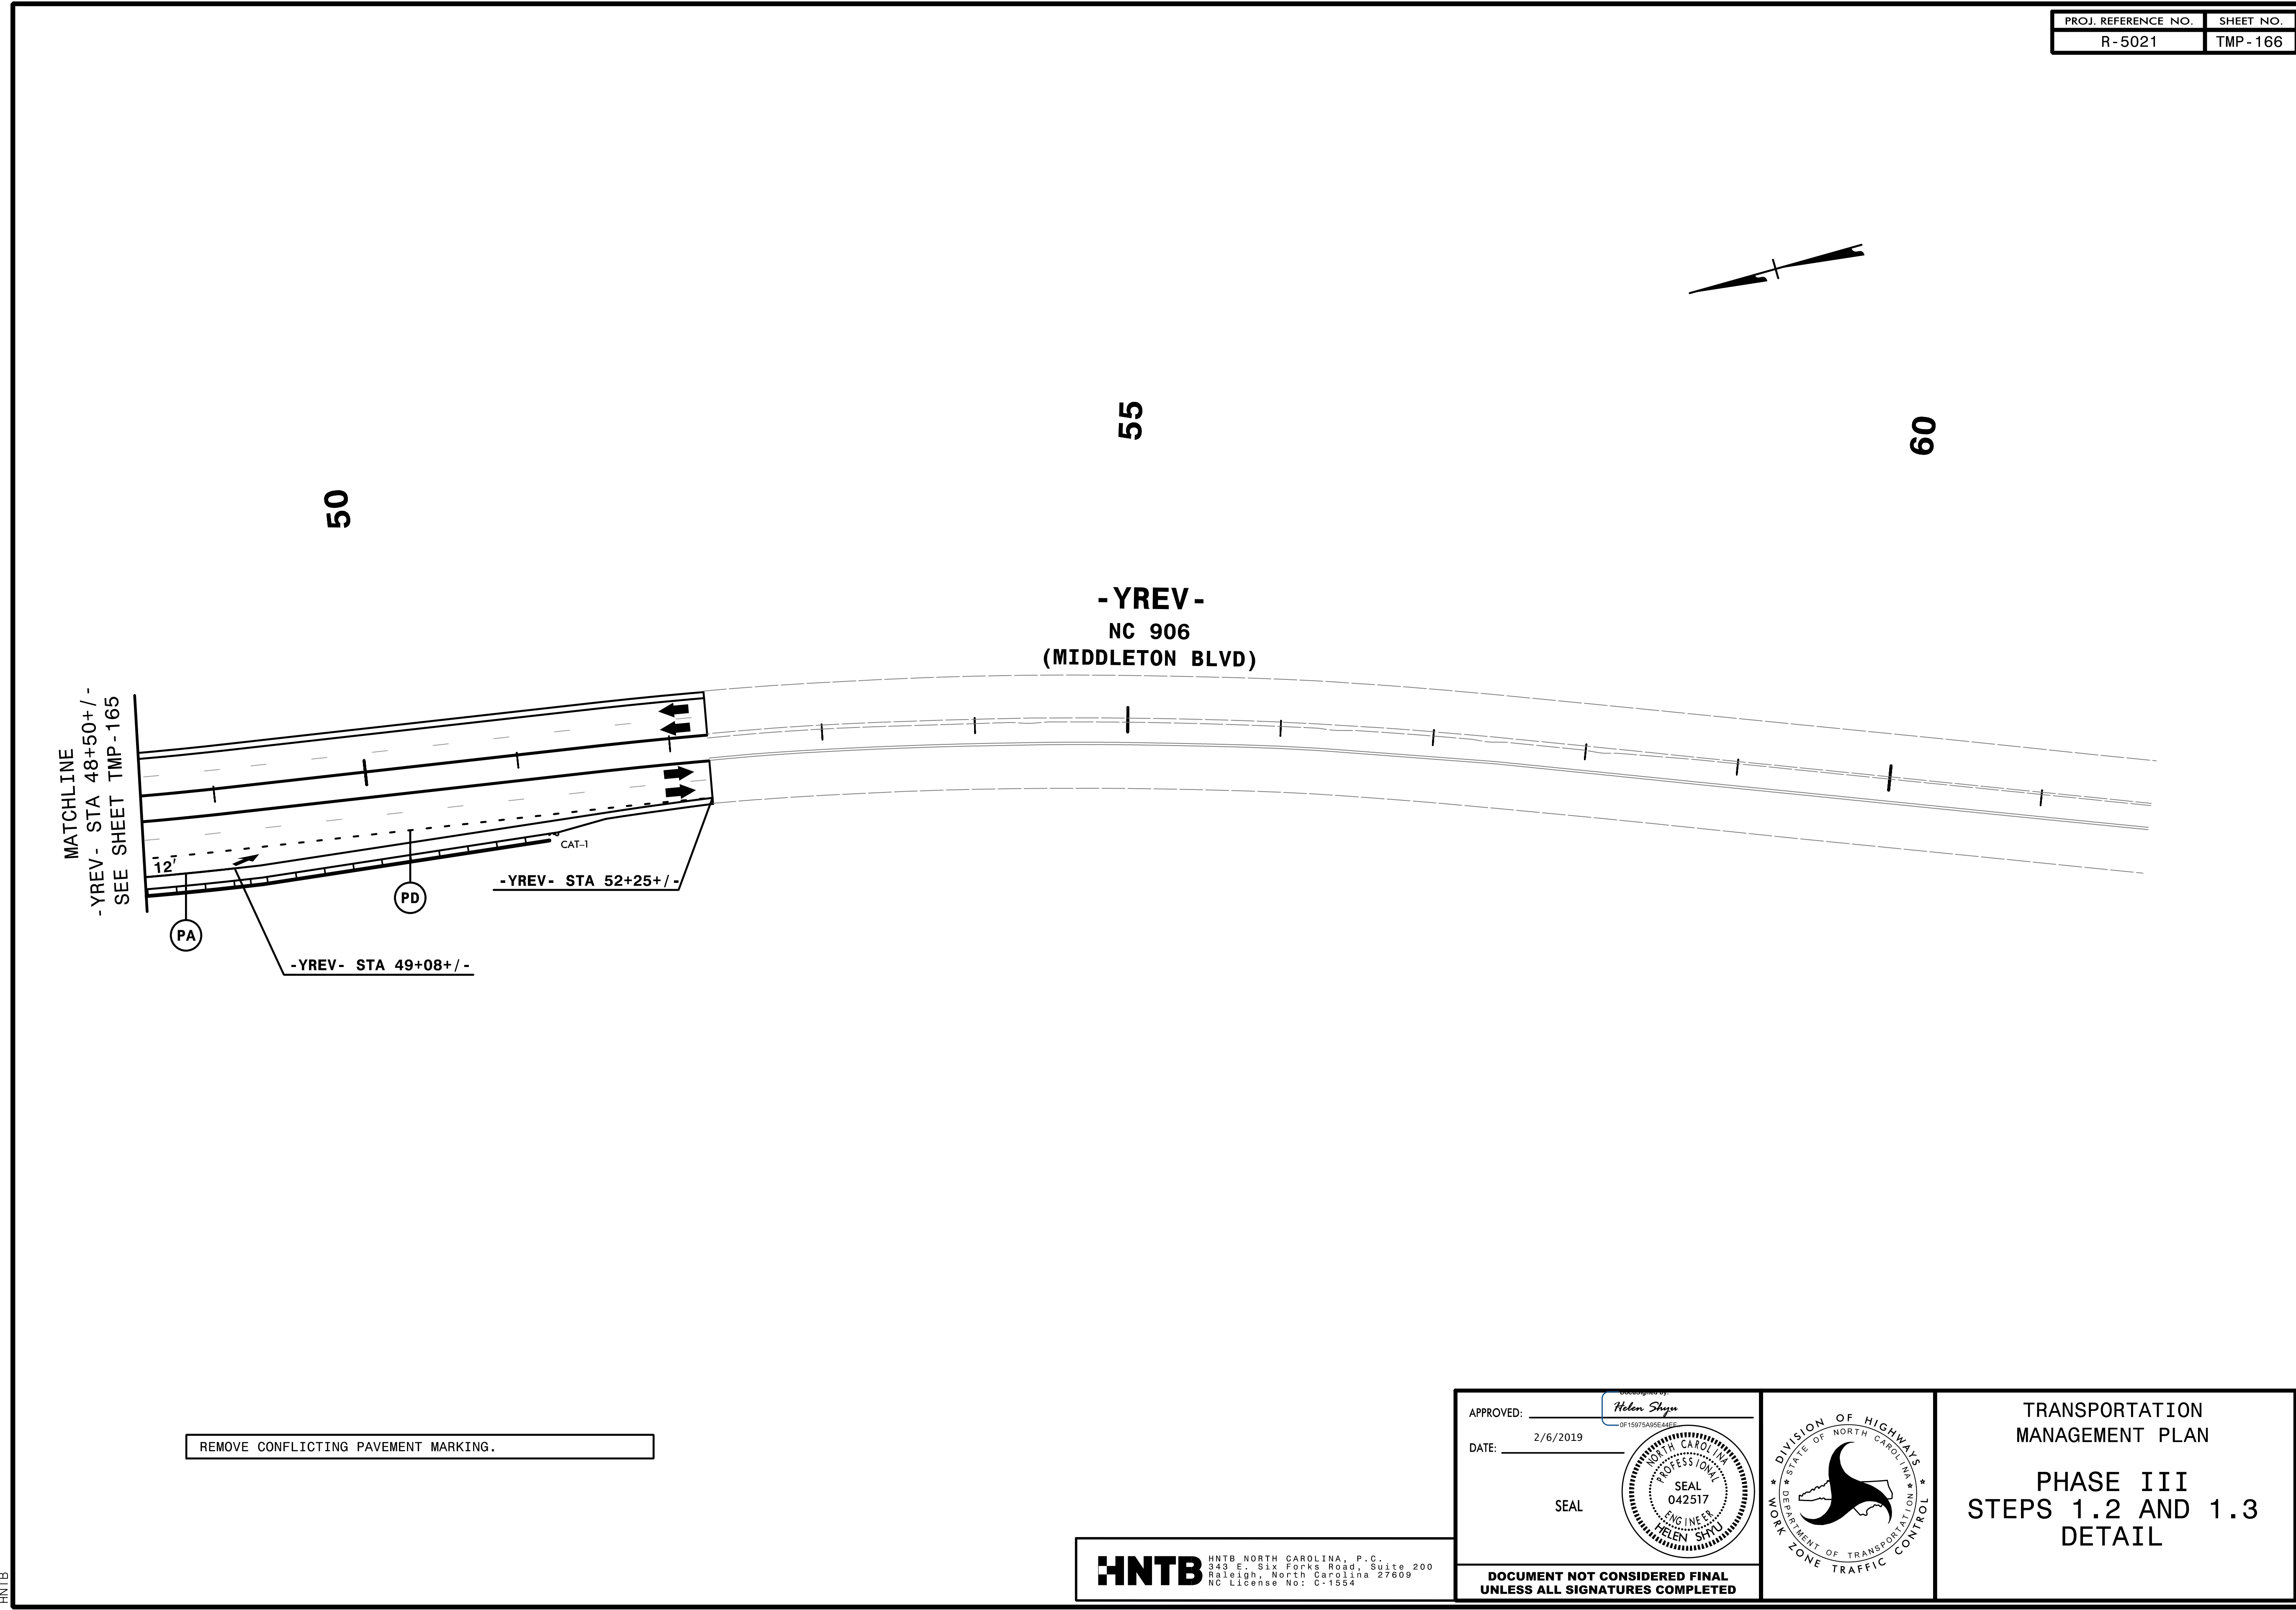 PROJ. REFERENCE NO.
SHEET NO.
R-5021
TMP-166
55
60
50
-YREV-
NC 906
(MIDDLETON BLVD)
MATCHLINE
-YREV- STA 48+50+/-
SEE SHEET TMP-165
12'
CAT-1
-YREV- STA 52+25+/-
PD
PA
-YREV- STA 49+08+/-
REMOVE CONFLICTING PAVEMENT MARKING.
HNTB
HNTB
HNTB NORTH CAROLINA, P.C.
343 E. Six Forks Road, Suite 200
Raleigh, North Carolina 27609
NC License No: C-1554
APPROVED:
DocuSigned by:
Helen Shyu
0F15975A95E44EF...
DATE:
2/6/2019
SEAL
NORTH CAROLINA
PROFESSIONAL
SEAL
042517
ENGINEER
HELEN SHYU
DOCUMENT NOT CONSIDERED FINAL
UNLESS ALL SIGNATURES COMPLETED
DIVISION OF HIGHWAYS
STATE OF NORTH CAROLINA
DEPARTMENT OF TRANSPORTATION
WORK ZONE TRAFFIC CONTROL
TRANSPORTATION
MANAGEMENT PLAN
PHASE III
STEPS 1.2 AND 1.3
DETAIL